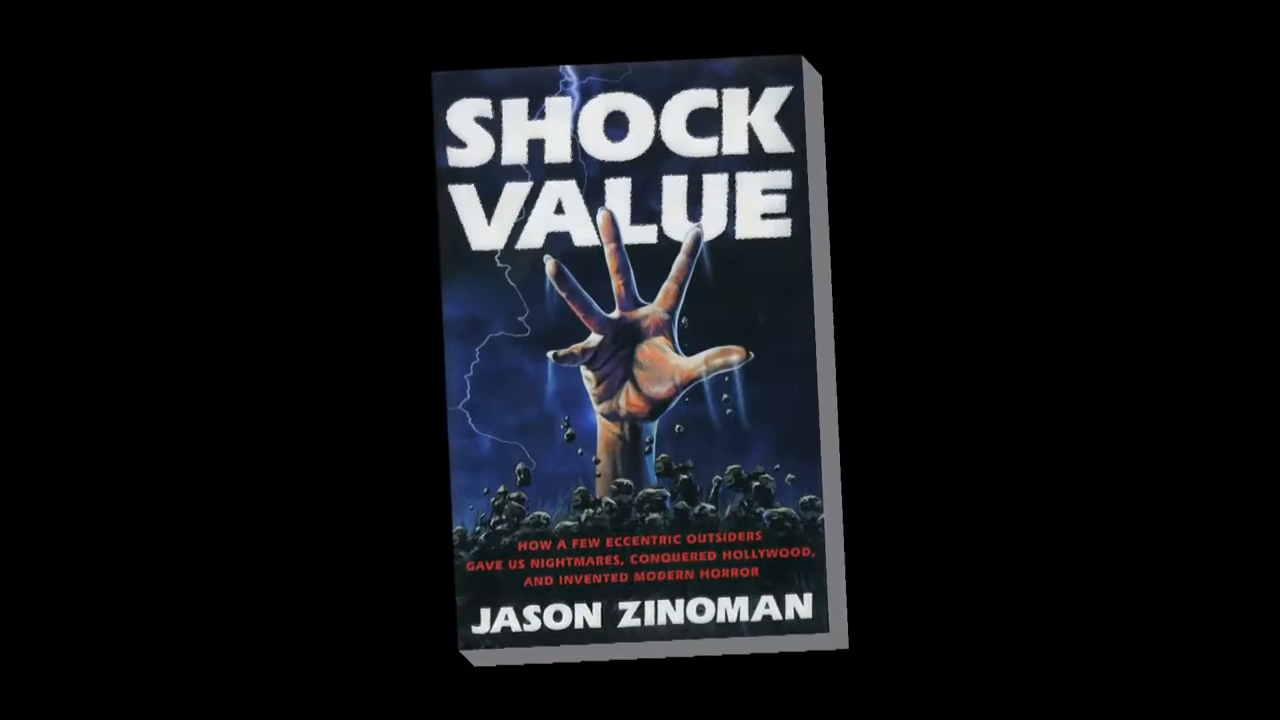 SHOCK
VALUE
HOW A FEW ECCENTRIC OUTSIDERS
GAVE US NIGHTMARES, CONQUERED HOLLYWOOD,
AND INVENTED MODERN HORROR
JASON ZINOMAN